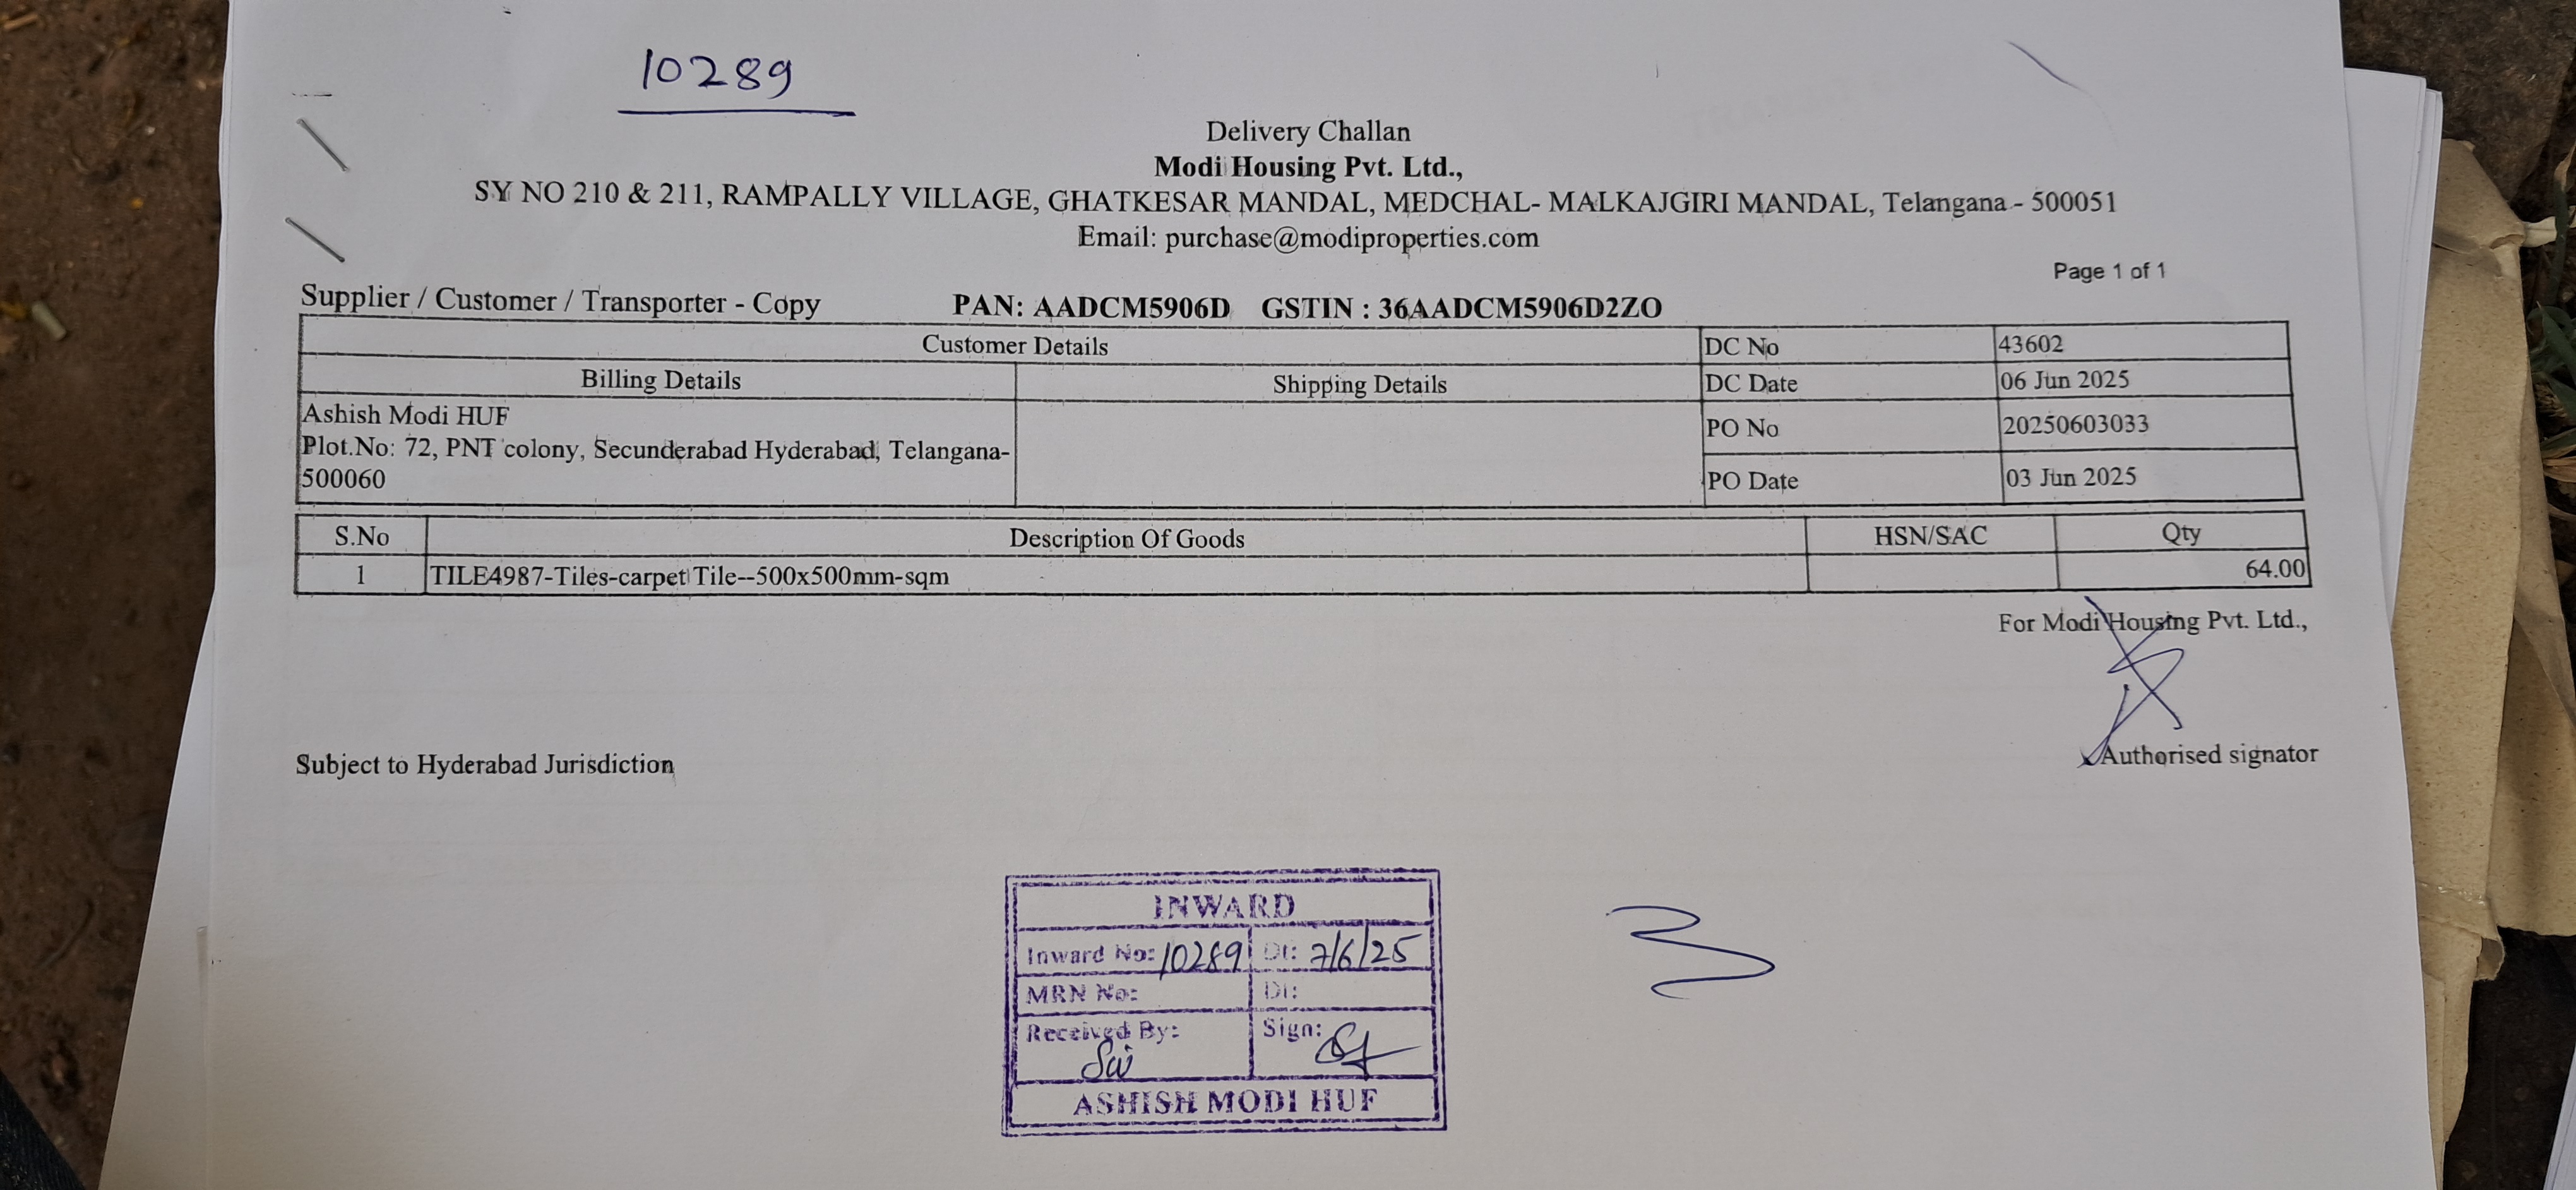 10289
Delivery Challan
Modi Housing Pvt. Ltd.,
SY NO 210 & 211, RAMPALLY VILLAGE, GHATKESAR MANDAL, MEDCHAL- MALKAJGIRI MANDAL, Telangana - 500051
Email: purchase@modiproperties.com
Page 1 of 1
Supplier / Customer / Transporter - Copy PAN: AADCM5906D GSTIN : 36AADCM5906D2ZO
Customer Details DC No 43602
Billing Details Shipping Details DC Date 06 Jun 2025
Ashish Modi HUF
Plot.No: 72, PNT colony, Secunderabad Hyderabad, Telangana-
500060
PO No 20250603033
PO Date 03 Jun 2025
S.No Description Of Goods HSN/SAC Qty
1 TILE4987-Tiles-carpet Tile--500x500mm-sqm 64.00
For Modi Housing Pvt. Ltd.,
Subject to Hyderabad Jurisdiction Authorised signator
INWARD
Inward No: 10289 Dt: 7/6/25
MRN No: Dt:
Received By: Sign:
Sai
ASHISH MODI HUF